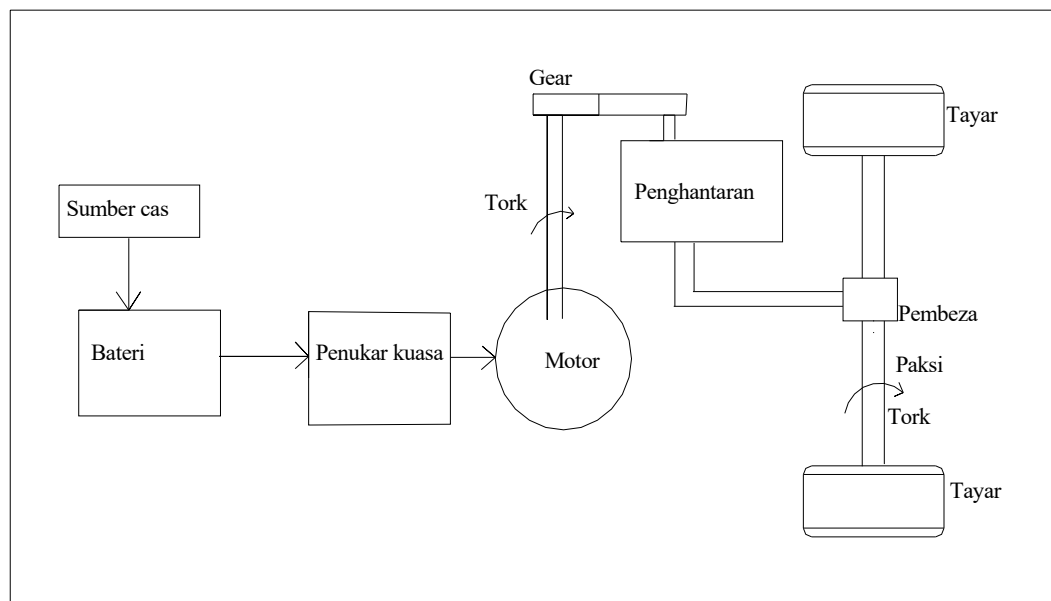 Gear
Tayar
Penghantaran
Tork
Sumber cas
Pembeza
Bateri
Penukar kuasa
Motor
Paksi
Tork
Tayar